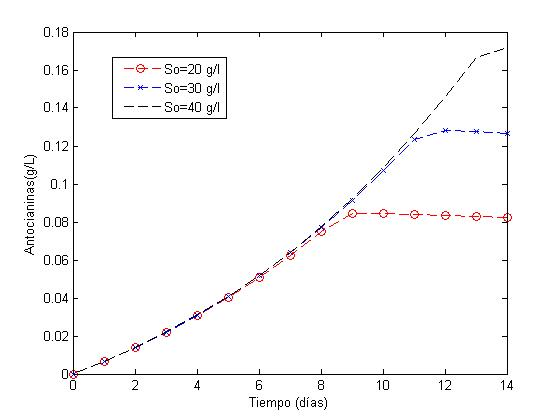 0.18
0.16
0.14
0.12
0.1
0.08
0.06
0.04
0.02
0
Antocianinas(g/L)
So=20 g/l
So=30 g/l
So=40 g/l
0 2 4 6 8 10 12 14
Tiempo (días)